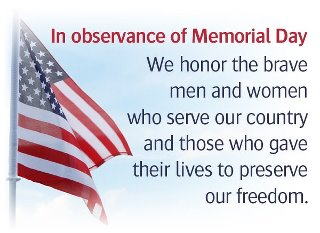 In observance of Memorial Day
We honor the brave
men and women
who serve our country
and those who gave
their lives to preserve
our freedom.